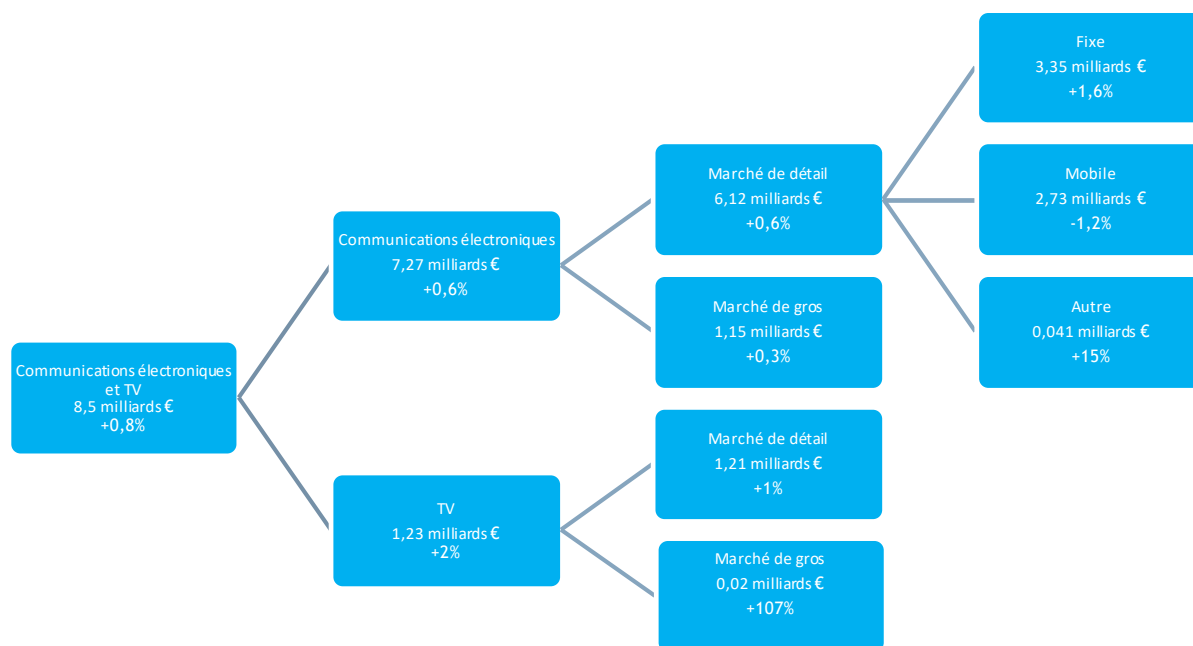 Communications électroniques
et TV
8,5 milliards €
+0,8%
Communications électroniques
7,27 milliards €
+0,6%
TV
1,23 milliards €
+2%
Marché de détail
6,12 milliards €
+0,6%
Marché de gros
1,15 milliards €
+0,3%
Marché de détail
1,21 milliards €
+1%
Marché de gros
0,02 milliards €
+107%
Fixe
3,35 milliards €
+1,6%
Mobile
2,73 milliards €
-1,2%
Autre
0,041 milliards €
+15%